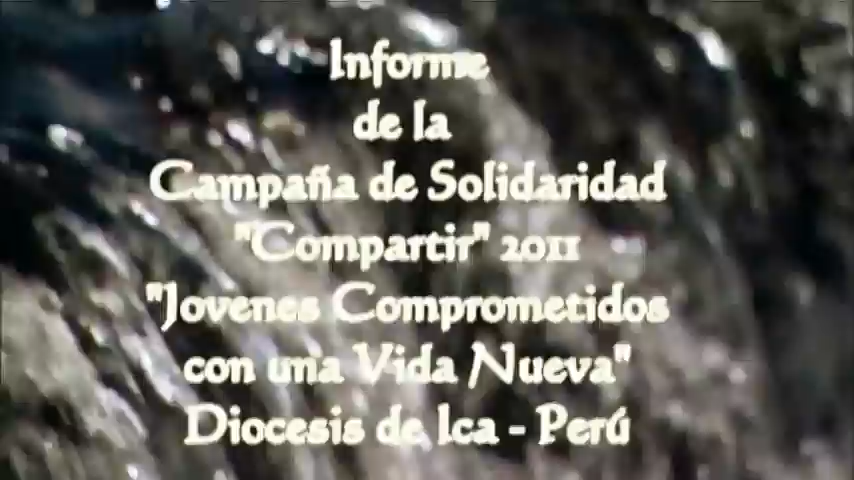 Informe
de la
Campaña de Solidaridad
"Compartir" 2011
"Jovenes Comprometidos
con una Vida Nueva"
Diocesis de Ica - Perú